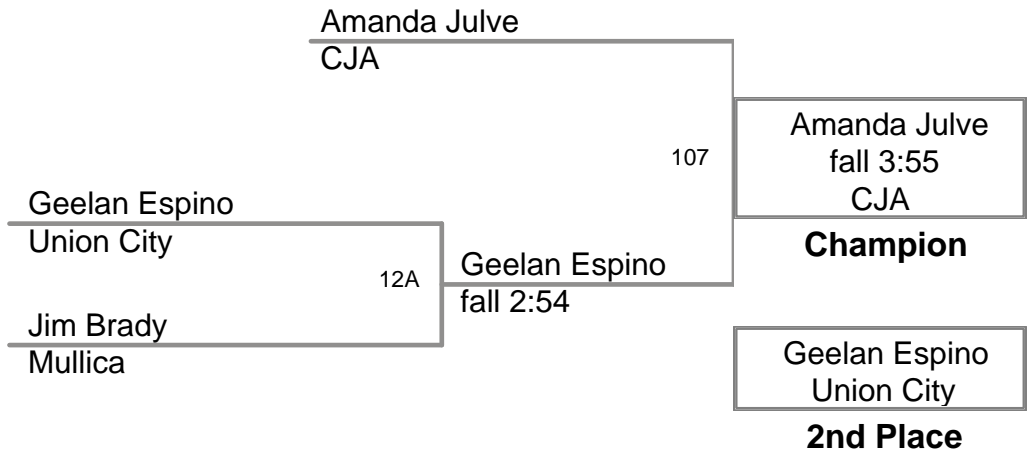 Amanda Julve
CJA
107
Amanda Julve
fall 3:55
CJA
Champion
Geelan Espino
Union City
12A
Geelan Espino
fall 2:54
Jim Brady
Mullica
Geelan Espino
Union City
2nd Place